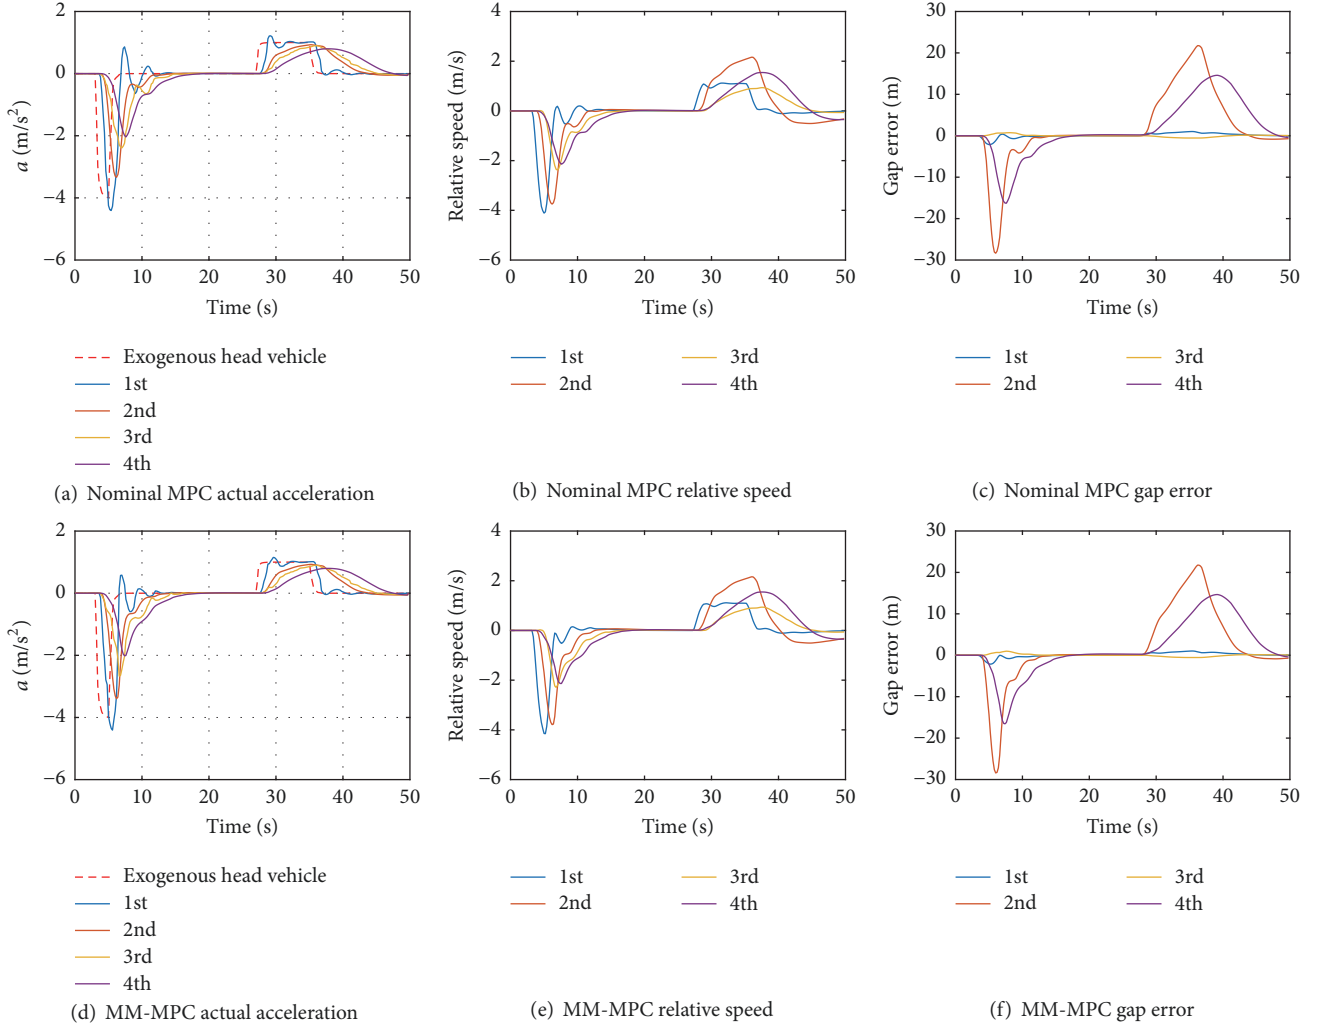 2
0
−2
−4
−6
a (m/s²)
0 10 20 30 40 50
Time (s)
6
4
2
0
−2
−4
−6
Relative speed (m/s)
0 10 20 30 40 50
Time (s)
30
20
10
0
−10
−20
−30
Gap error (m)
0 10 20 30 40 50
Time (s)
Exogenous head vehicle
1st
2nd
3rd
4th
1st 3rd
2nd 4th
1st 3rd
2nd 4th
(a) Nominal MPC actual acceleration
(b) Nominal MPC relative speed
(c) Nominal MPC gap error
2
0
−2
−4
−6
a (m/s²)
0 10 20 30 40 50
Time (s)
4
2
0
−2
−4
−6
Relative speed (m/s)
0 10 20 30 40 50
Time (s)
30
20
10
0
−10
−20
−30
Gap error (m)
0 10 20 30 40 50
Time (s)
Exogenous head vehicle
1st
2nd
3rd
4th
1st 3rd
2nd 4th
1st 3rd
2nd 4th
(d) MM-MPC actual acceleration
(e) MM-MPC relative speed
(f) MM-MPC gap error